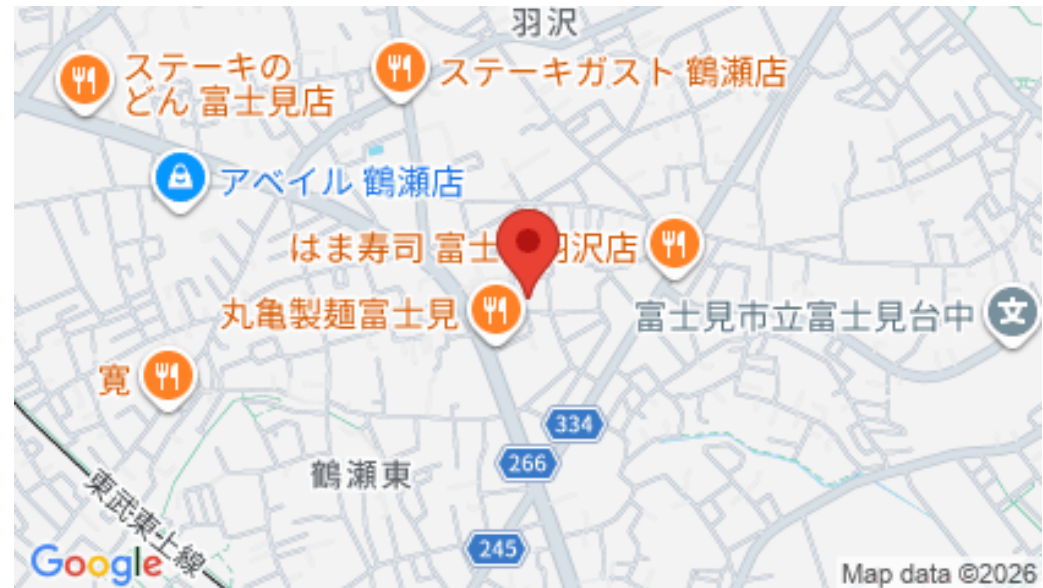 羽沢
ステーキの
どん 富士見店
ステーキガスト 鶴瀬店
アベイル 鶴瀬店
はま寿司 富士
羽沢店
丸亀製麺富士見
富士見市立富士見台中
文
寛
334
266
鶴瀬東
245
東武東上線
Google
Map data ©2026